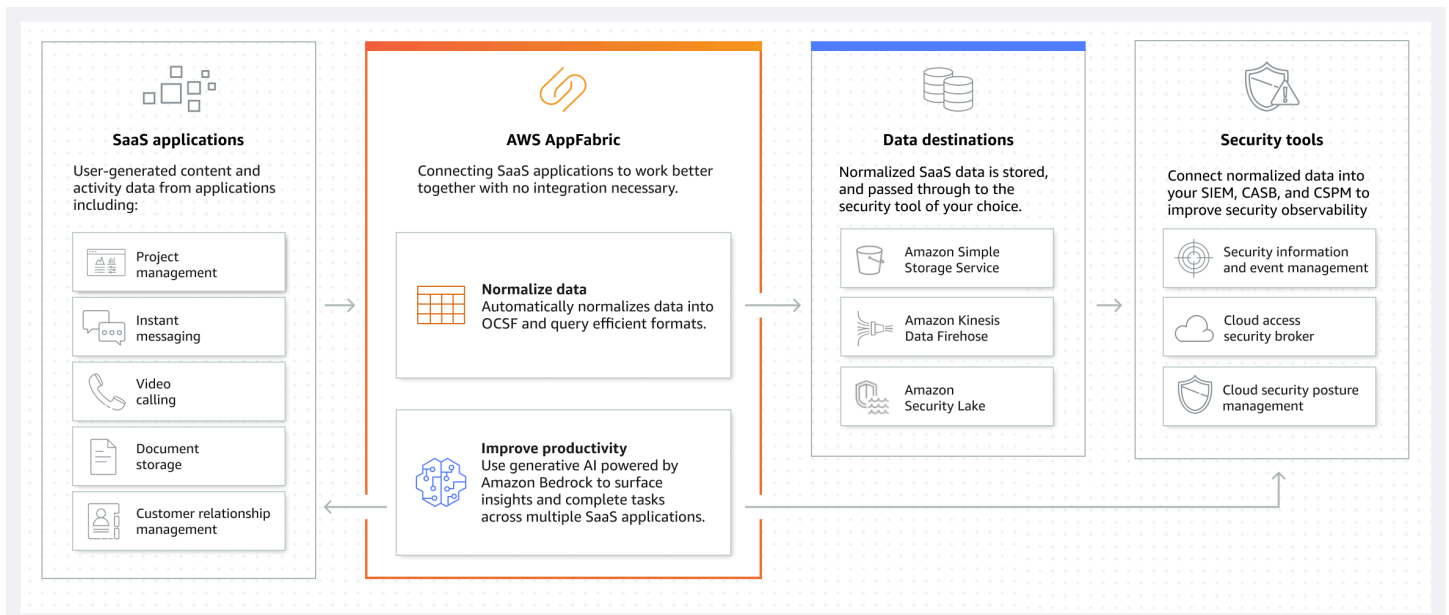 SaaS applications
User-generated content and
activity data from applications
including:
Project
management
Instant
messaging
Video
calling
Document
storage
Customer relationship
management
AWS AppFabric
Connecting SaaS applications to work better
together with no integration necessary.
Normalize data
Automatically normalizes data into
OCSF and query efficient formats.
Improve productivity
Use generative AI powered by
Amazon Bedrock to surface
insights and complete tasks
across multiple SaaS applications.
Data destinations
Normalized SaaS data is stored,
and passed through to the
security tool of your choice.
Amazon Simple
Storage Service
Amazon Kinesis
Data Firehose
Amazon
Security Lake
Security tools
Connect normalized data into
your SIEM, CASB, and CSPM to
improve security observability
Security information
and event management
Cloud access
security broker
Cloud security posture
management